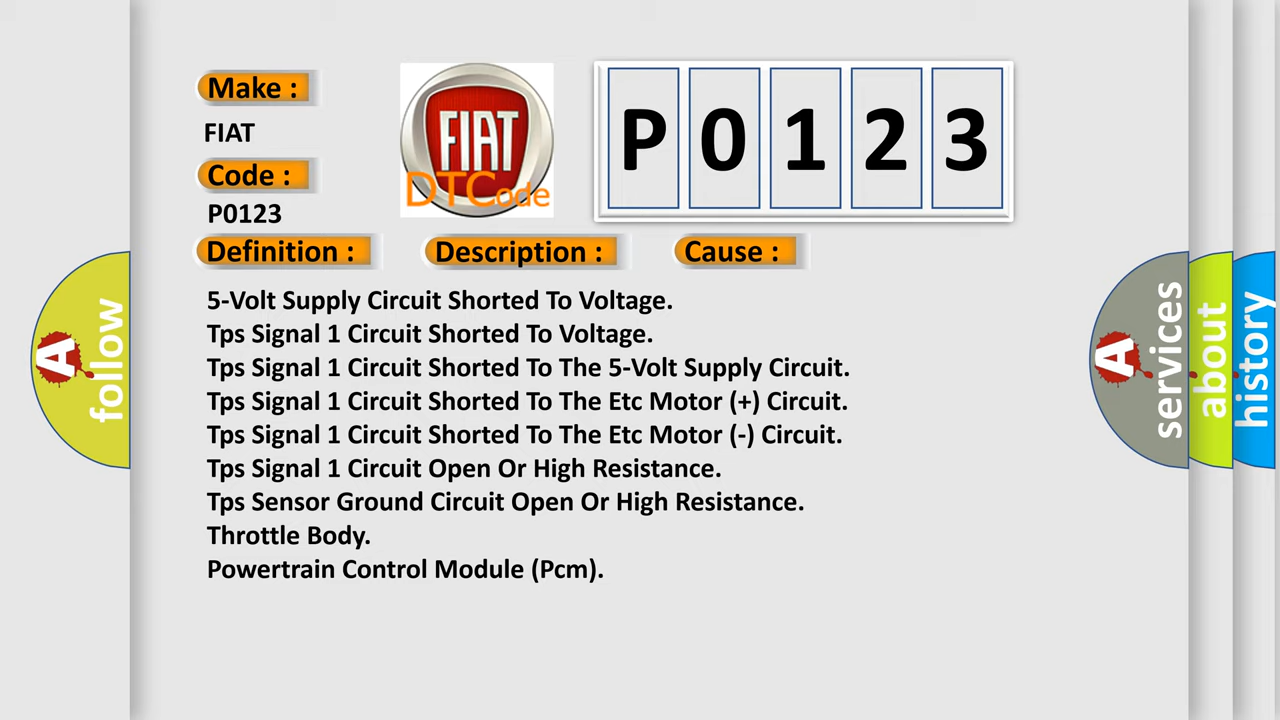 Make :
FIAT
Code :
P0123
FIAT
DTCode
P0123
Definition :
Description :
Cause :
5-Volt Supply Circuit Shorted To Voltage.
Tps Signal 1 Circuit Shorted To Voltage.
Tps Signal 1 Circuit Shorted To The 5-Volt Supply Circuit.
Tps Signal 1 Circuit Shorted To The Etc Motor (+) Circuit.
Tps Signal 1 Circuit Shorted To The Etc Motor (-) Circuit.
Tps Signal 1 Circuit Open Or High Resistance.
Tps Sensor Ground Circuit Open Or High Resistance.
Throttle Body.
Powertrain Control Module (Pcm).
A
follow
A
services
about
history